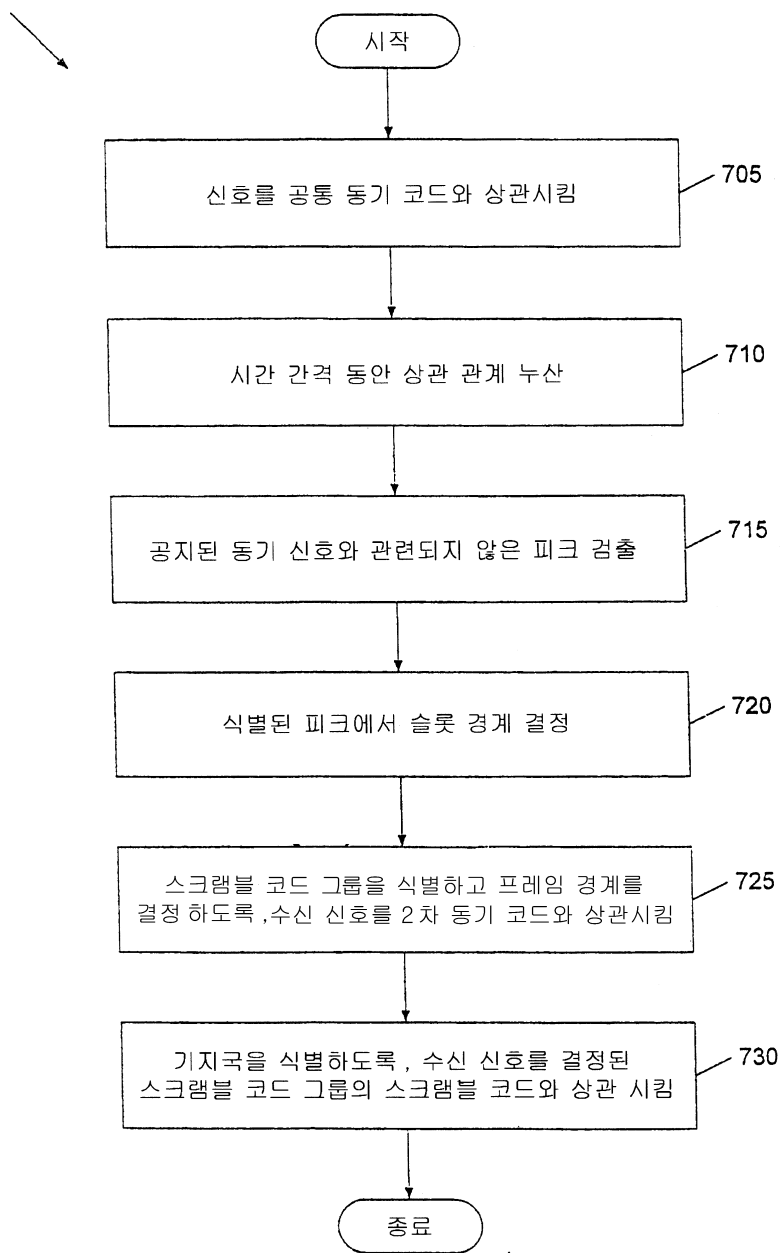 시작
신호를 공통 동기 코드와 상관시킴
705
시간 간격 동안 상관 관계 누산
710
공지된 동기 신호와 관련되지 않은 피크 검출
715
식별된 피크에서 슬롯 경계 결정
720
스크램블 코드 그룹을 식별하고 프레임 경계를
결정 하도록 , 수신 신호를 2 차 동기 코드와 상관시킴
725
기지국을 식별하도록 , 수신 신호를 결정된
스크램블 코드 그룹의 스크램블 코드와 상관 시킴
730
종료